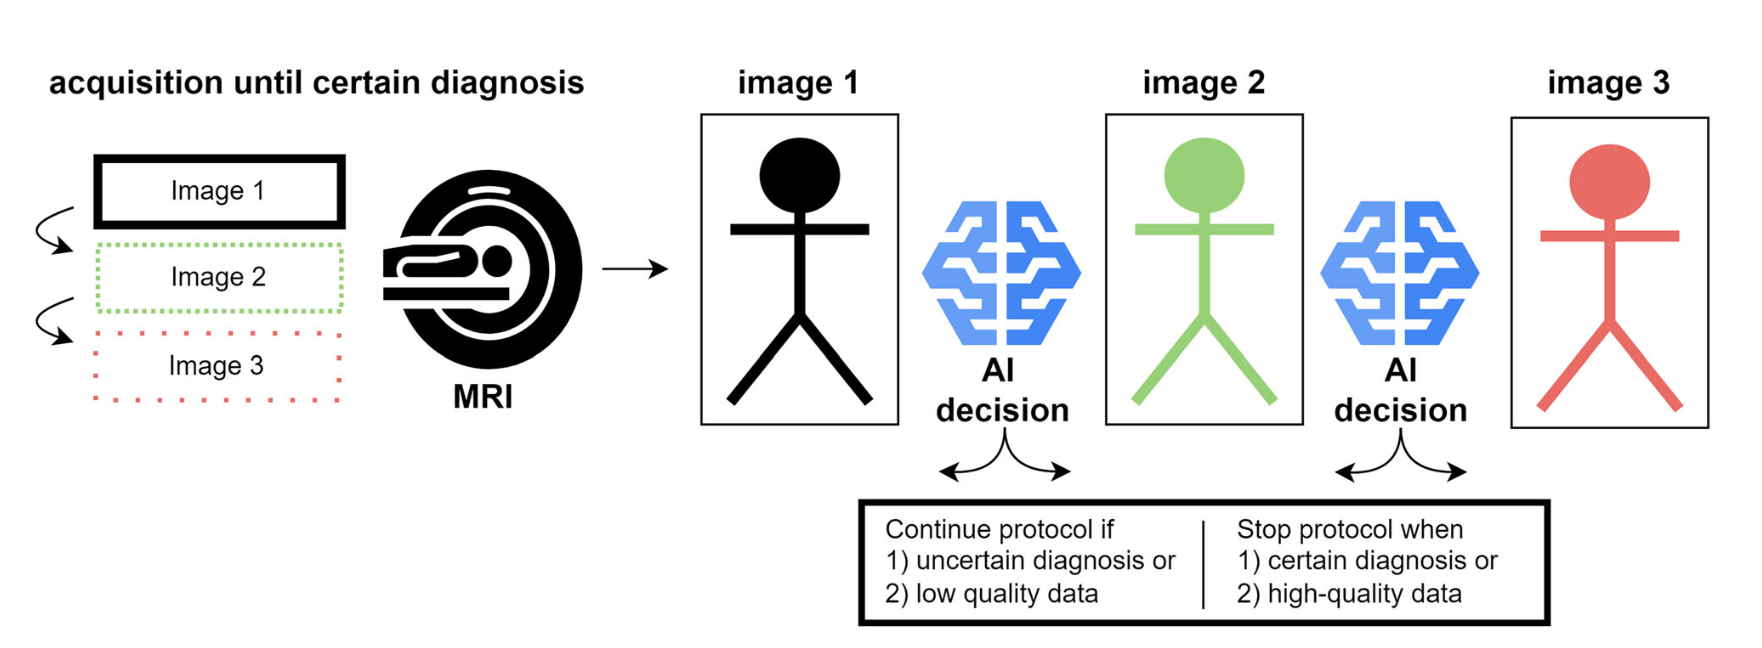 acquisition until certain diagnosis
Image 1
Image 2
Image 3
MRI
image 1
image 2
image 3
AI
decision
AI
decision
Continue protocol if
1) uncertain diagnosis or
2) low quality data
Stop protocol when
1) certain diagnosis or
2) high-quality data